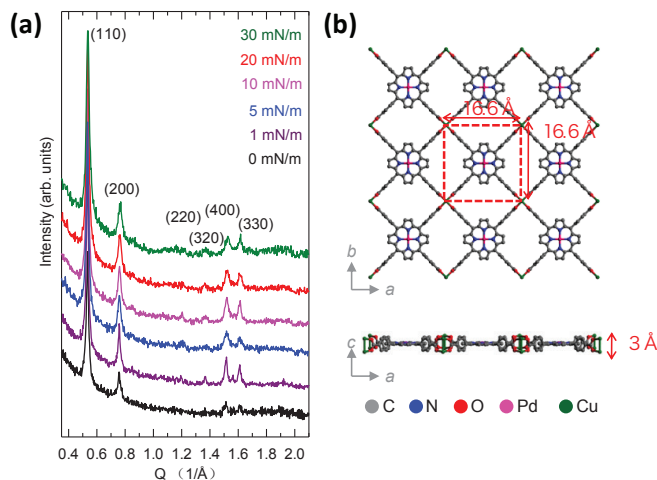 (a)
(110)
30 mN/m
20 mN/m
10 mN/m
5 mN/m
1 mN/m
0 mN/m
(200)
(220)
(320)
(400)
(330)
Intensity (arb. units)
0.4 0.6 0.8 1.0 1.2 1.4 1.6 1.8 2.0
Q (1/Å)
(b)
16.6 Å
16.6 Å
b
a
c
a
3 Å
C N O Pd Cu